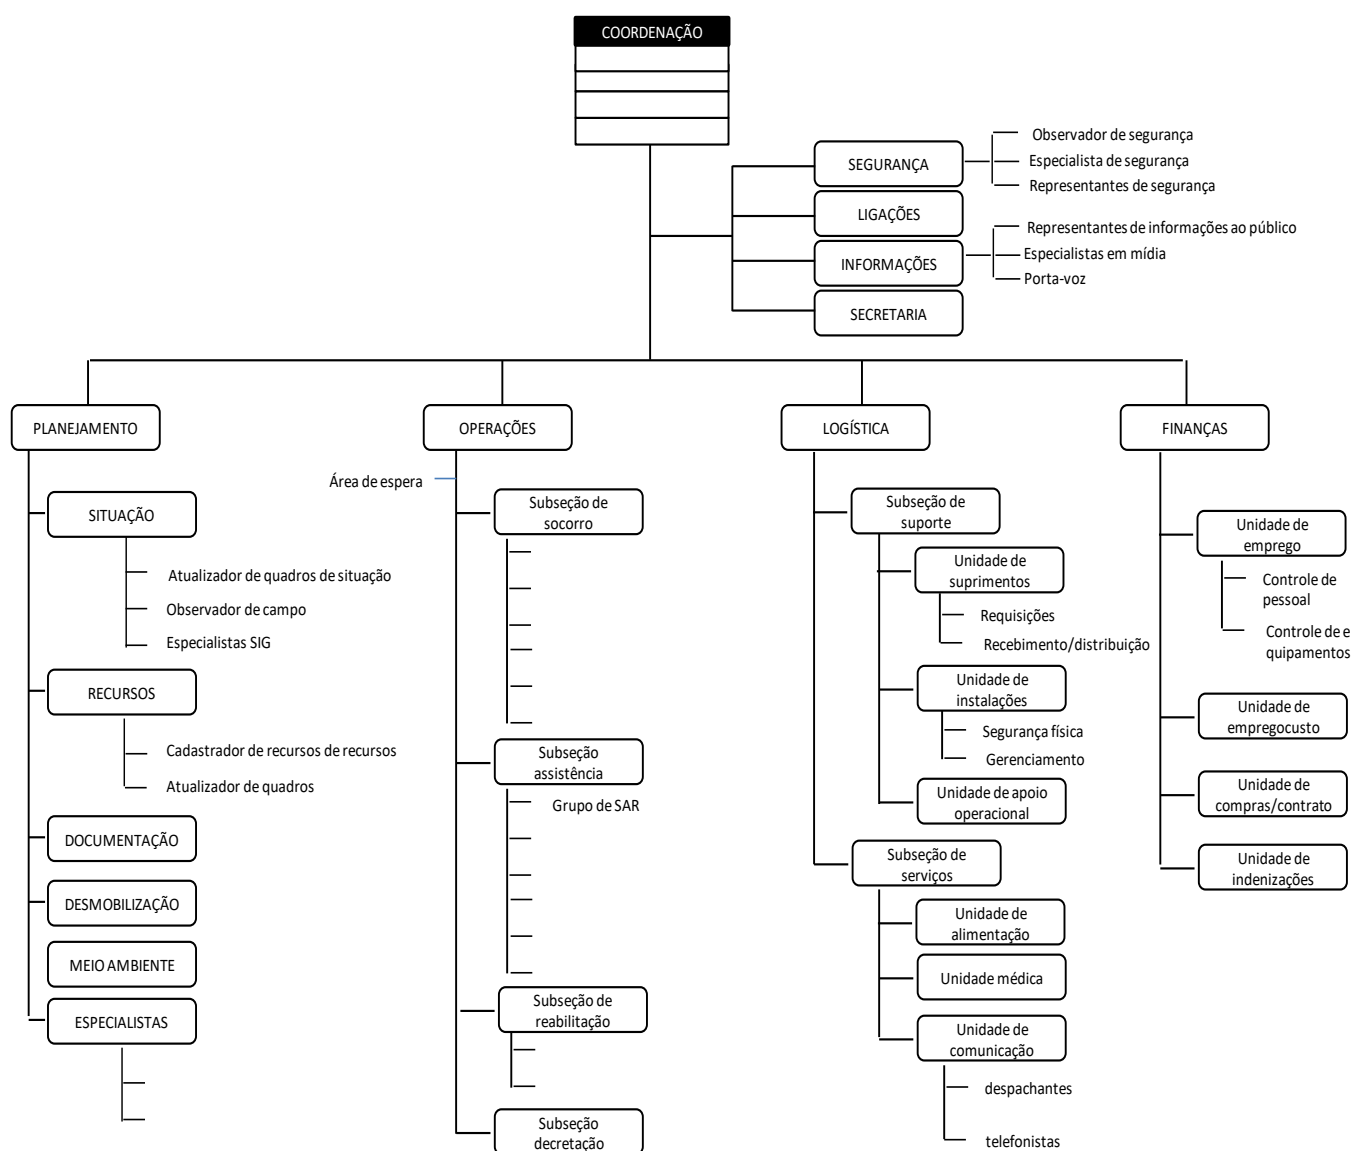 COORDENAÇÃO
SEGURANÇA
Observador de segurança
Especialista de segurança
Representantes de segurança
LIGAÇÕES
INFORMAÇÕES
Representantes de informações ao público
Especialistas em mídia
Porta-voz
SECRETARIA
PLANEJAMENTO
SITUAÇÃO
Atualizador de quadros de situação
Observador de campo
Especialistas SIG
RECURSOS
Cadastrador de recursos de recursos
Atualizador de quadros
DOCUMENTAÇÃO
DESMOBILIZAÇÃO
MEIO AMBIENTE
ESPECIALISTAS
OPERAÇÕES
Área de espera
Subseção de
socorro
Subseção
assistência
Grupo de SAR
Subseção de
reabilitação
Subseção
decretação
LOGÍSTICA
Subseção de
suporte
Unidade de
suprimentos
Requisições
Recebimento/distribuição
Unidade de
instalações
Segurança física
Gerenciamento
Unidade de apoio
operacional
Subseção de
serviços
Unidade de
alimentação
Unidade médica
Unidade de
comunicação
despachantes
telefonistas
FINANÇAS
Unidade de
emprego
Controle de
pessoal
Controle de e
quipamentos
Unidade de
empregocusto
Unidade de
compras/contrato
Unidade de
indenizações